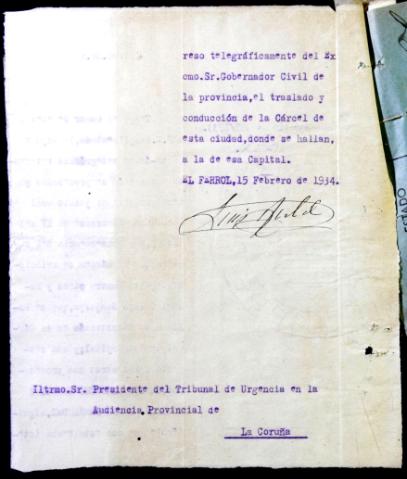 reso telegráficamente del Ex
cmo.Sr.Gobernador Civil de
la provincia,el traslado y
conducción de la Cárcel de
esta ciudad,donde se hallan,
a la de esa Capital.
EL FERROL,15 Febrero de 1934.
Iltrmo.Sr. Presidente del Tribunal de Urgencia en la
Audiencia Provincial de
La Coruña
ESTADO